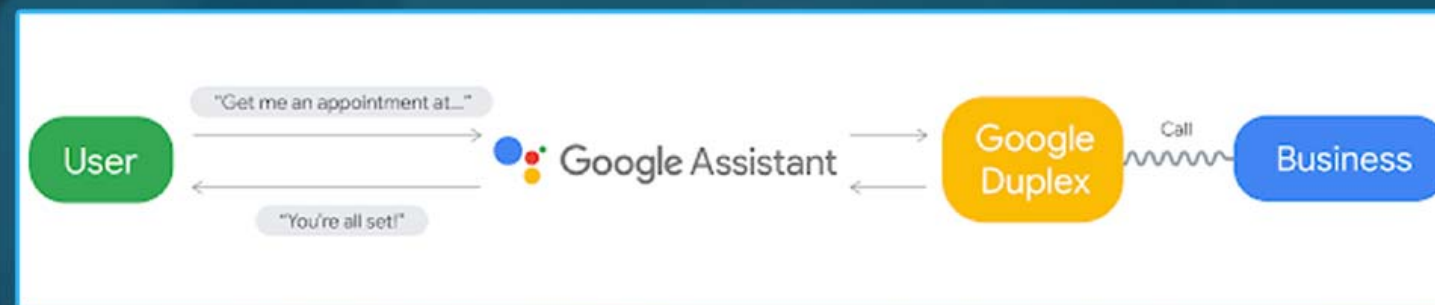 "Get me an appointment at..."
User
Google Assistant
Google
Duplex
Call
Business
"You're all set!"